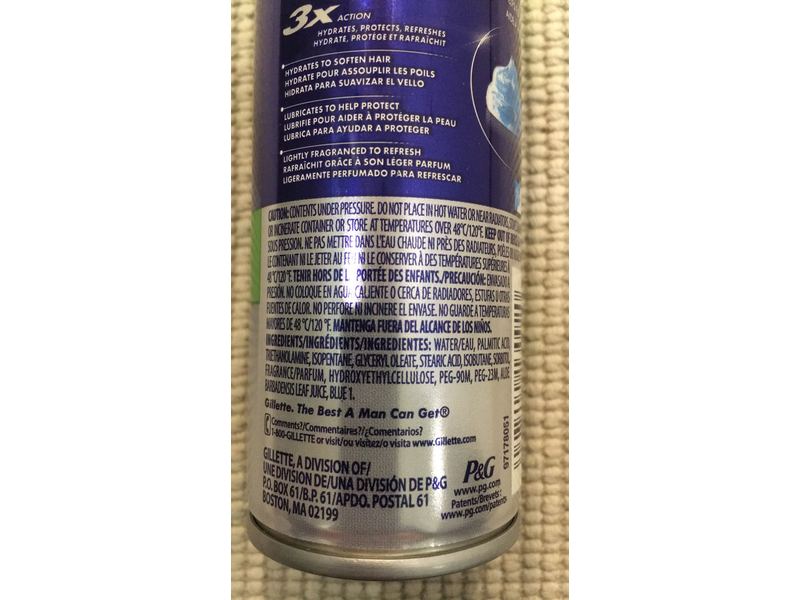 3X ACTION
HYDRATES, PROTECTS, REFRESHES
HYDRATE, PROTÈGE ET RAFRAÎCHIT
HYDRATES TO SOFTEN HAIR
HYDRATE POUR ASSOUPLIR LES POILS
HIDRATA PARA SUAVIZAR EL VELLO
LUBRICATES TO HELP PROTECT
LUBRIFIE POUR AIDER À PROTÉGER LA PEAU
LUBRICA PARA AYUDAR A PROTEGER
LIGHTLY FRAGRANCED TO REFRESH
RAFRAÎCHIT GRÂCE À SON LÉGER PARFUM
LIGERAMENTE PERFUMADO PARA REFRESCAR
CAUTION: CONTENTS UNDER PRESSURE. DO NOT PLACE IN HOT WATER OR NEAR RADIATORS,
OR INCINERATE CONTAINER OR STORE AT TEMPERATURES OVER 48°C/120°F. KEEP OUT OF
SOUS PRESSION. NE PAS METTRE DANS L'EAU CHAUDE NI PRÈS DES RADIATEURS,
LE CONTENANT NI LE JETER AU NI LE CONSERVER À DES TEMPÉRATURES SUPÉRIEURES À
48°C/120°F. TENIR HORS DE PORTÉE DES ENFANTS./PRECAUCIÓN: ENVASADO A
PRESIÓN. NO COLOQUE EN AGUA CALIENTE O CERCA DE RADIADORES, ESTUFAS U OTRAS
FUENTES DE CALOR. NO PERFORE NI INCINERE EL ENVASE. NO GUARDE A TEMPERATURAS
MAYORES DE 48°C/120°F. MANTENGA FUERA DEL ALCANCE DE LOS NIÑOS.
INGREDIENTS/INGRÉDIENTS/INGREDIENTES: WATER/EAU, PALMITIC ACID,
TRIETHANOLAMINE, ISOPENTANE, GLYCERYL OLEATE, STEARIC ACID, ISOBUTANE, SORBITOL,
FRAGRANCE/PARFUM, HYDROXYETHYLCELLULOSE, PEG-90M, PEG-23M, ALOE
BARBADENSIS LEAF JUICE, BLUE 1.
Gillette. The Best A Man Can Get®
Comments?/Commentaires?/¿Comentarios?
1-800-GILLETTE or visit/ou visitez/o visita www.Gillette.com
GILLETTE, A DIVISION OF/
UNE DIVISION DE/UNA DIVISIÓN DE P&G
P.O. BOX 61/B.P. 61/APDO. POSTAL 61
BOSTON, MA 02199
P&G
www.pg.com
Patents/Brevets:
www.pg.com/patents
97178051